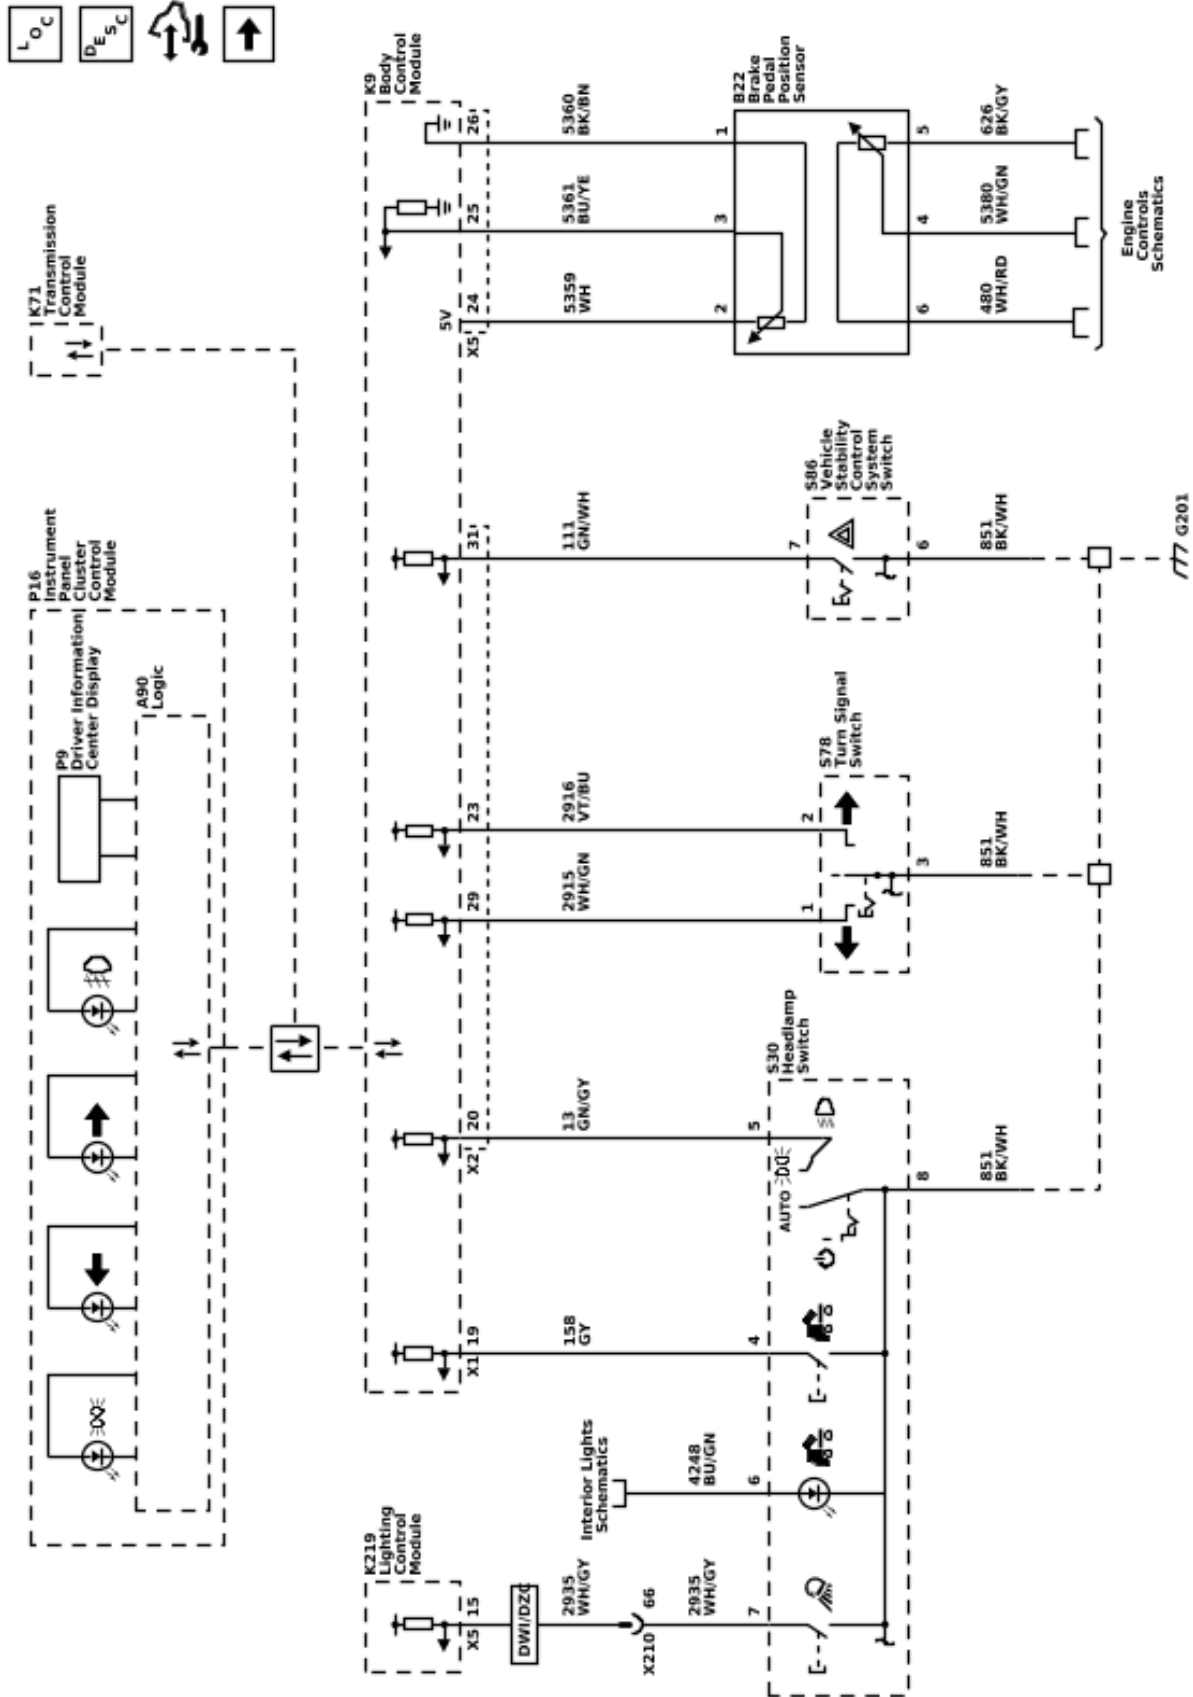 LOC
DESC
P16
Instrument
Panel
Cluster
Control
Module
P9
Driver Information
Center Display
A90
Logic
K71
Transmission
Control
Module
K219
Lighting
Control
Module
K9
Body
Control
Module
X5 15
X1 19
X2 20
29
23
31
5V
X5 24
25
26
DWI/DZC
2935
WH/GY
X210 66
2935
WH/GY
Interior Lights
Schematics
4248
BU/GN
158
GY
13
GN/GY
2915
WH/GN
2916
VT/BU
111
GN/WH
5359
WH
5361
BU/YE
5360
BK/BN
7
6
4
5
S30
Headlamp
Switch
AUTO
8
851
BK/WH
1
2
S78
Turn Signal
Switch
3
851
BK/WH
7
S86
Vehicle
Stability
Control
System
Switch
6
851
BK/WH
G201
2
3
1
B22
Brake
Pedal
Position
Sensor
6
4
5
480
WH/RD
5380
WH/GN
626
BK/GY
Engine
Controls
Schematics